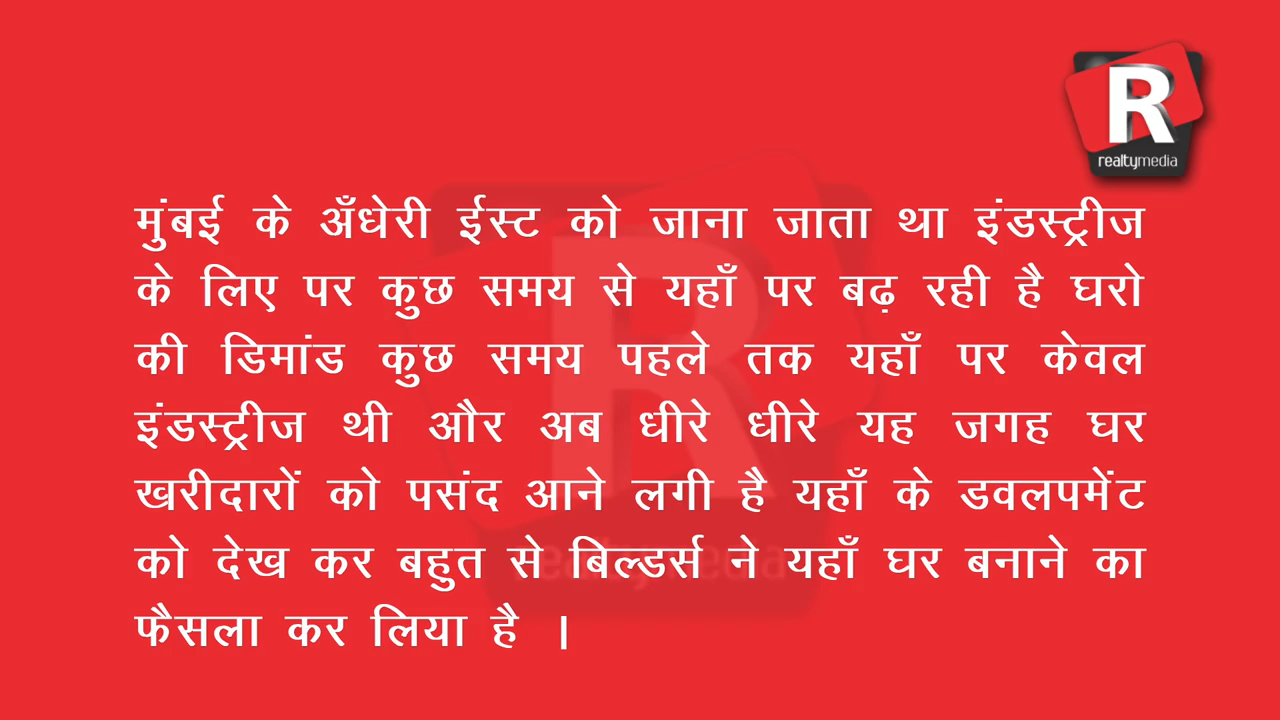 R
realtymedia
मुंबई के अँधेरी ईस्ट को जाना जाता था इंडस्ट्रीज
के लिए पर कुछ समय से यहाँ पर बढ़ रही है घरो
की डिमांड कुछ समय पहले तक यहाँ पर केवल
इंडस्ट्रीज थी और अब धीरे धीरे यह जगह घर
खरीदारों को पसंद आने लगी है यहाँ के डवलपमेंट
को देख कर बहुत से बिल्डर्स ने यहाँ घर बनाने का
फैसला कर लिया है ।